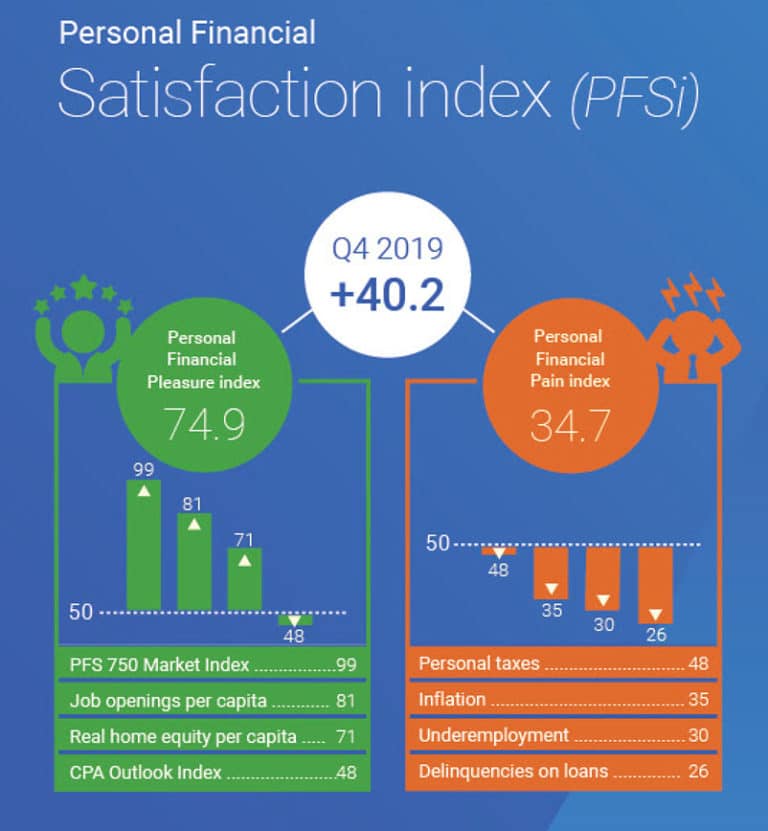 Personal Financial
Satisfaction index (PFSi)
Q4 2019
+40.2
Personal
Financial
Pleasure index
74.9
99
81
71
50
48
PFS 750 Market Index ................99
Job openings per capita ............ 81
Real home equity per capita ..... 71
CPA Outlook Index ......................48
Personal
Financial
Pain index
34.7
50
48
35
30
26
Personal taxes ............................ 48
Inflation ....................................... 35
Underemployment ...................... 30
Delinquencies on loans ............. 26